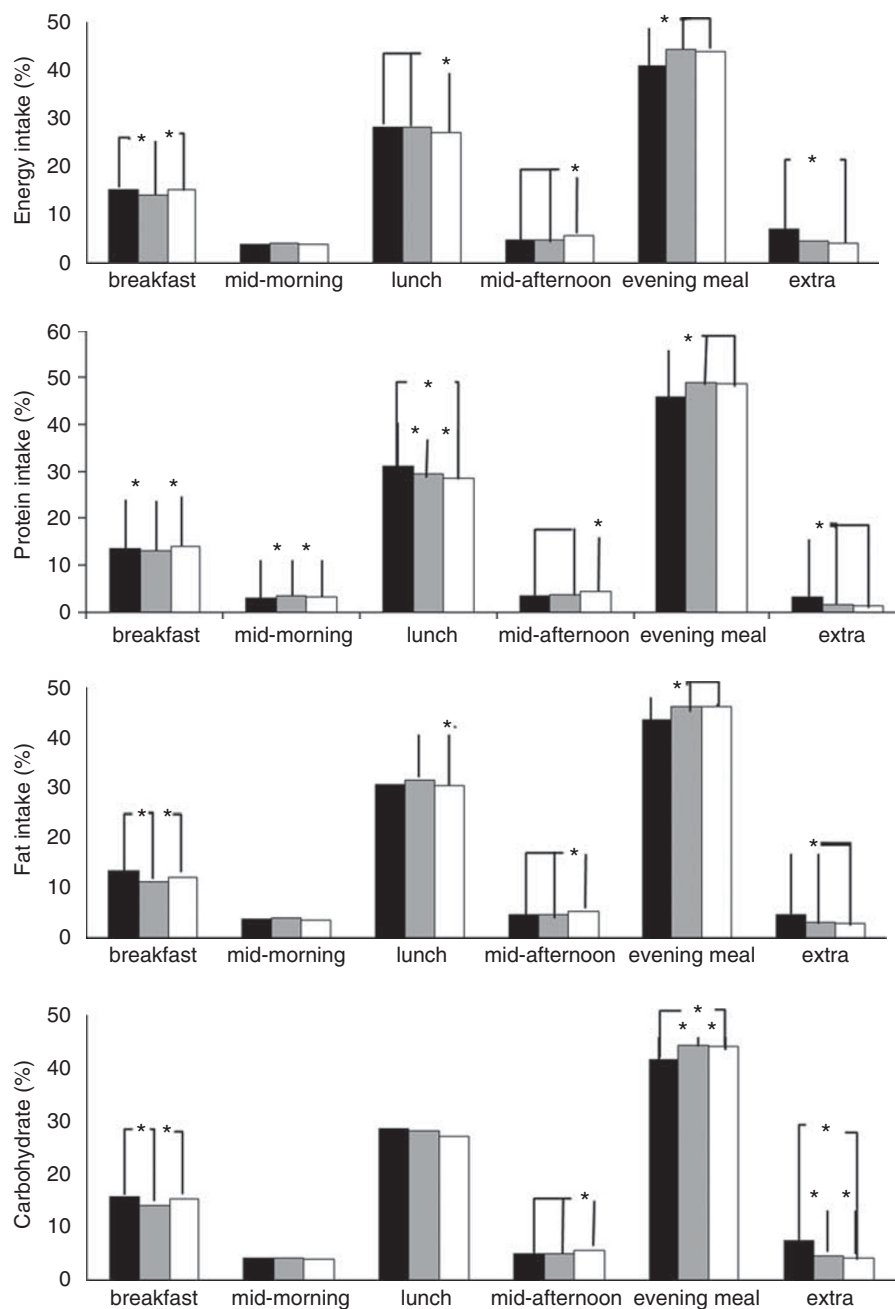 Energy intake (%)
50
40
30
20
10
0
* * * * * *
breakfast mid-morning lunch mid-afternoon evening meal extra
Protein intake (%)
60
50
40
30
20
10
0
* * * * * * * * * *
breakfast mid-morning lunch mid-afternoon evening meal extra
Fat intake (%)
50
40
30
20
10
0
* * * * * *
breakfast mid-morning lunch mid-afternoon evening meal extra
Carbohydrate (%)
50
40
30
20
10
0
* * * * * * * * *
breakfast mid-morning lunch mid-afternoon evening meal extra